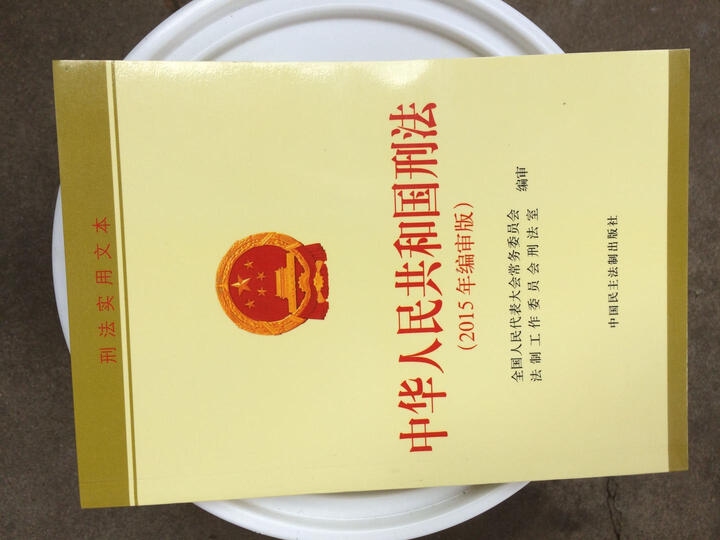 刑法实用文本
中华人民共和国刑法
(2015年编审版)
全国人民代表大会常务委员会
法制工作委员会刑法室 编审
中国民主法制出版社